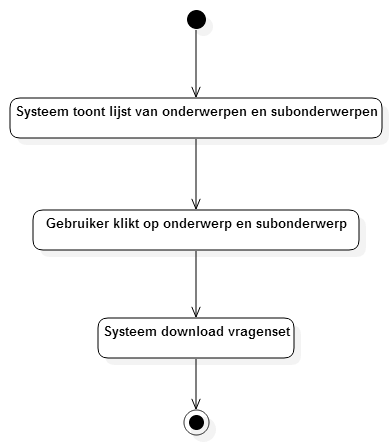 Systeem toont lijst van onderwerpen en subonderwerpen
Gebruiker klikt op onderwerp en subonderwerp
Systeem download vragenset